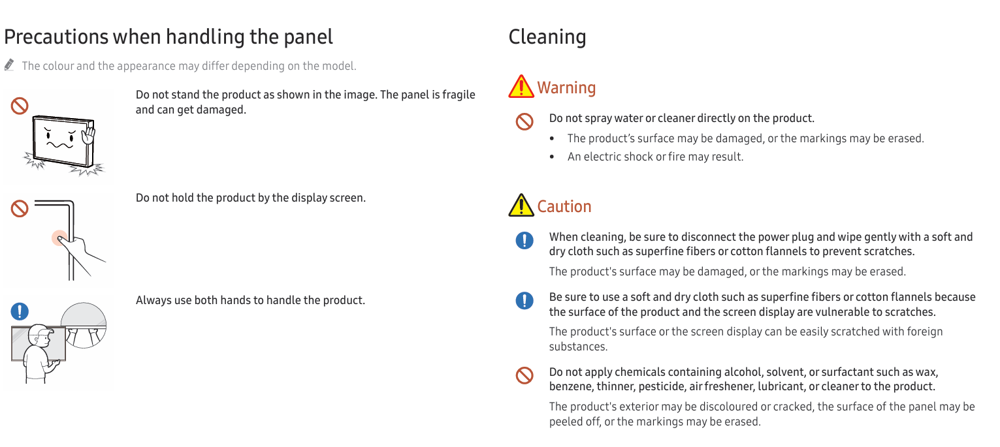 Precautions when handling the panel
The colour and the appearance may differ depending on the model.
Do not stand the product as shown in the image. The panel is fragile
and can get damaged.
Do not hold the product by the display screen.
Always use both hands to handle the product.
Cleaning
Warning
Do not spray water or cleaner directly on the product.
• The product’s surface may be damaged, or the markings may be erased.
• An electric shock or fire may result.
Caution
When cleaning, be sure to disconnect the power plug and wipe gently with a soft and
dry cloth such as superfine fibers or cotton flannels to prevent scratches.
The product's surface may be damaged, or the markings may be erased.
Be sure to use a soft and dry cloth such as superfine fibers or cotton flannels because
the surface of the product and the screen display are vulnerable to scratches.
The product's surface or the screen display can be easily scratched with foreign
substances.
Do not apply chemicals containing alcohol, solvent, or surfactant such as wax,
benzene, thinner, pesticide, air freshener, lubricant, or cleaner to the product.
The product's exterior may be discoloured or cracked, the surface of the panel may be
peeled off, or the markings may be erased.